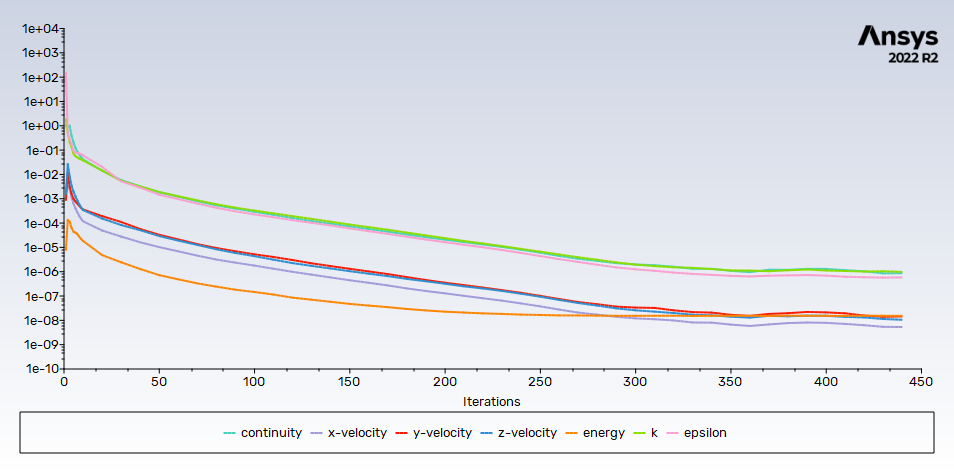 Ansys
2022 R2
1e+04
1e+03
1e+02
1e+01
1e+00
1e-01
1e-02
1e-03
1e-04
1e-05
1e-06
1e-07
1e-08
1e-09
1e-10
0 50 100 150 200 250 300 350 400 450
Iterations
continuity x-velocity y-velocity z-velocity energy k epsilon